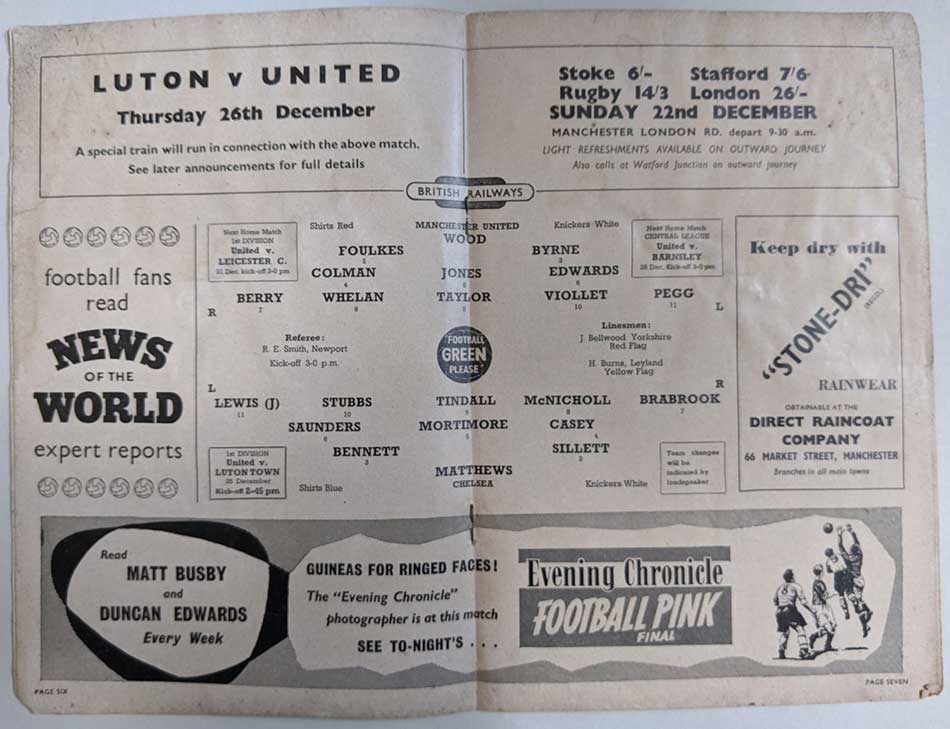 LUTON v UNITED
Thursday 26th December
A special train will run in connection with the above match.
See later announcements for full details
Stoke 6/- Stafford 7/6-
Rugby 14/3 London 26/-
SUNDAY 22nd DECEMBER
MANCHESTER LONDON RD. depart 9-30 a.m.
LIGHT REFRESHMENTS AVAILABLE ON OUTWARD JOURNEY
Also calls at Watford Junction on outward journey
BRITISH RAILWAYS
football fans
read
NEWS
OF THE
WORLD
expert reports
Next Home Match
1st DIVISION
United v.
LEICESTER C.
21 Dec. kick-off 3-0 pm
Shirts Red
MANCHESTER UNITED
Knickers White
Next Home Match
CENTRAL LEAGUE
United v.
BARNSLEY
26 Dec. Kick-off 3-0 pm
WOOD
FOULKES
BYRNE
2
3
COLMAN
JONES
EDWARDS
4
5
6
BERRY
WHELAN
TAYLOR
VIOLLET
PEGG
7
8
9
10
11
R
L
Referee:
R. E. Smith, Newport
Kick-off 3-0 p.m.
"FOOTBALL
GREEN
PLEASE"
Linesmen:
J. Bellwood Yorkshire
Red Flag
H. Burns, Leyland
Yellow Flag
L
R
LEWIS (J)
STUBBS
TINDALL
McNICHOLL
BRABROOK
11
10
9
8
7
SAUNDERS
MORTIMORE
CASEY
6
5
4
BENNETT
SILLETT
3
2
MATTHEWS
CHELSEA
1st DIVISION
United v.
LUTON TOWN
25 December
Kick-off 2-45 pm
Shirts Blue
Knickers White
Team changes
will be
indicated by
loudspeaker
Keep dry with
"STONE-DRI"
(REGD.)
RAINWEAR
OBTAINABLE AT THE
DIRECT RAINCOAT
COMPANY
66 MARKET STREET, MANCHESTER
Branches in all main towns
Read
MATT BUSBY
and
DUNCAN EDWARDS
Every Week
GUINEAS FOR RINGED FACES!
The "Evening Chronicle"
photographer is at this match
SEE TO-NIGHT'S . . .
Evening Chronicle
FOOTBALL PINK
FINAL
PAGE SIX
PAGE SEVEN